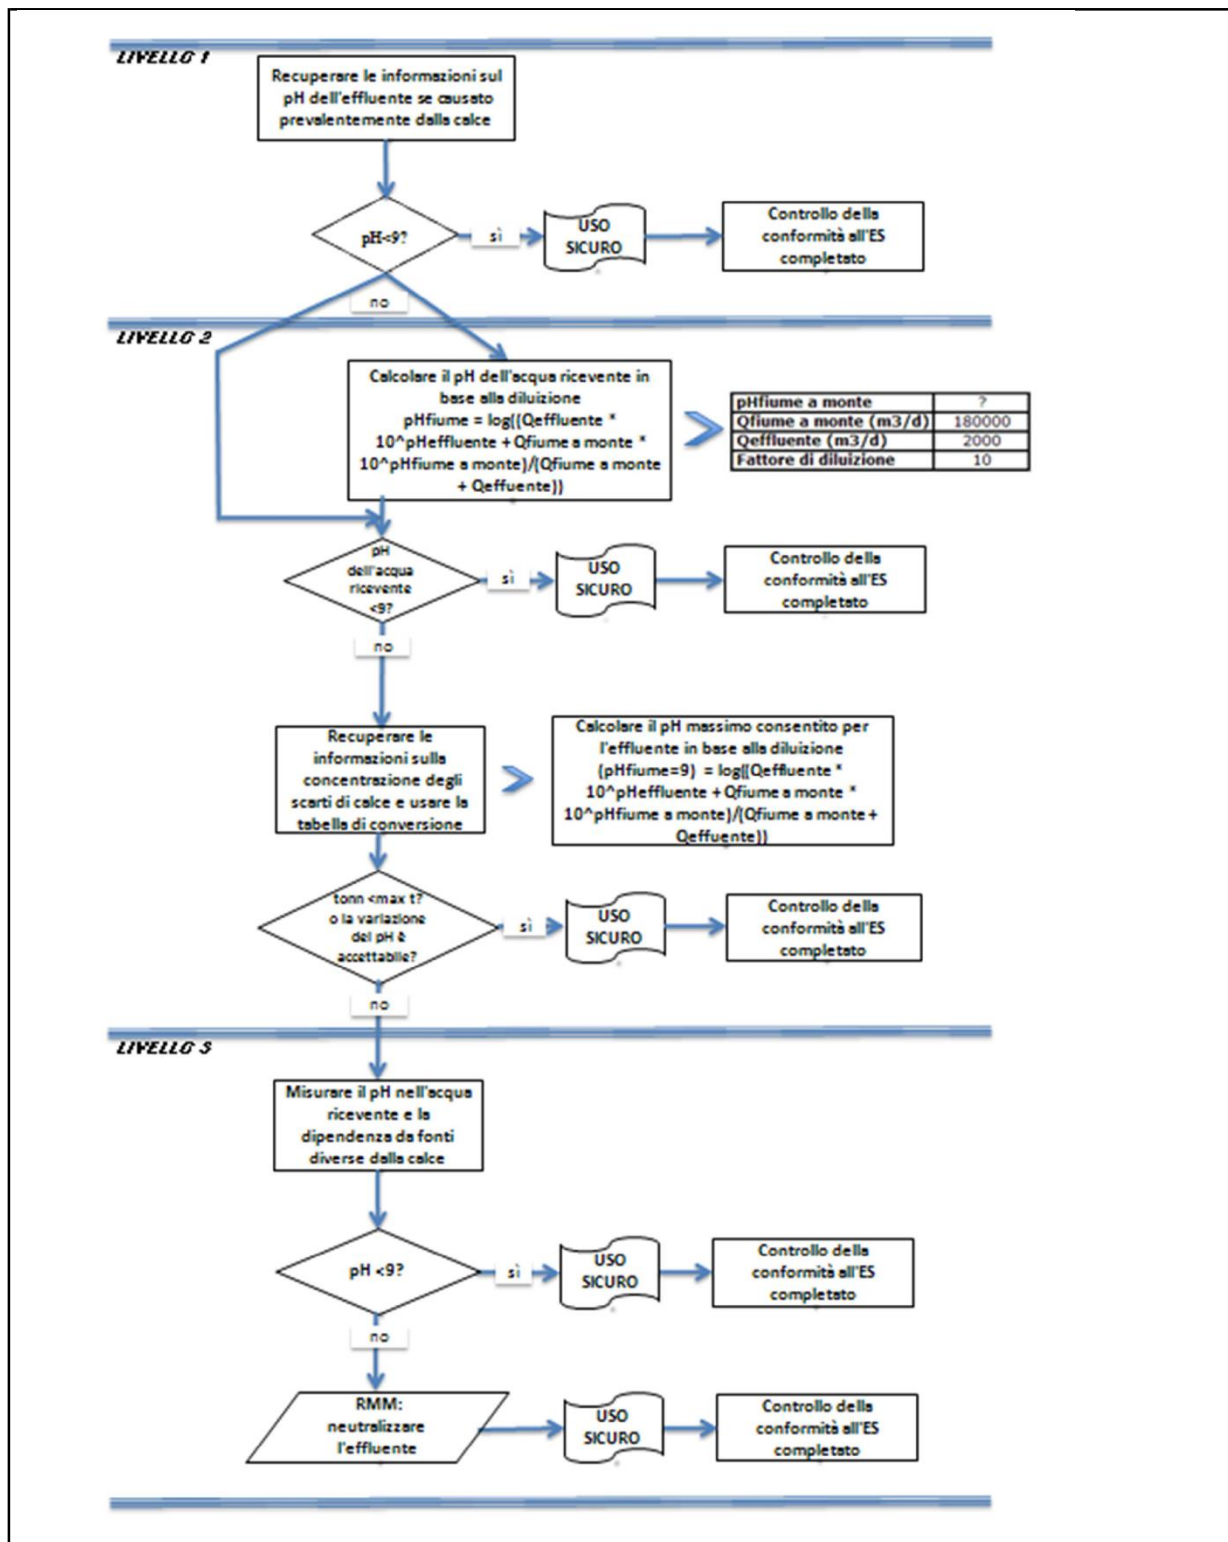 LIVELLO 1
Recuperare le informazioni sul
pH dell'effluente se causato
prevalentemente dalla calce
pH<9?
sì
USO
SICURO
Controllo della
conformità all'ES
completato
no
LIVELLO 2
Calcolare il pH dell'acqua ricevente in
base alla diluizione
pHfiume = log((Qeffluente *
10^pHeffluente + Qfiume a monte *
10^pHfiume a monte)/(Qfiume a monte
+ Qeffuente))
pHfiume a monte ?
Qfiume a monte (m3/d) 180000
Qeffluente (m3/d) 2000
Fattore di diluizione 10
pH
dell'acqua
ricevente
<9?
sì
USO
SICURO
Controllo della
conformità all'ES
completato
no
Recuperare le
informazioni sulla
concentrazione degli
scarti di calce e usare la
tabella di conversione
Calcolare il pH massimo consentito per
l'effluente in base alla diluizione
(pHfiume=9) = log((Qeffluente *
10^pHeffluente + Qfiume a monte *
10^pHfiume a monte)/(Qfiume a monte +
Qeffuente))
tonn <max t?
o la variazione
del pH è
accettabile?
sì
USO
SICURO
Controllo della
conformità all'ES
completato
no
LIVELLO 3
Misurare il pH nell'acqua
ricevente e la
dipendenza da fonti
diverse dalla calce
pH <9?
sì
USO
SICURO
Controllo della
conformità all'ES
completato
no
RMM:
neutralizzare
l'effluente
USO
SICURO
Controllo della
conformità all'ES
completato